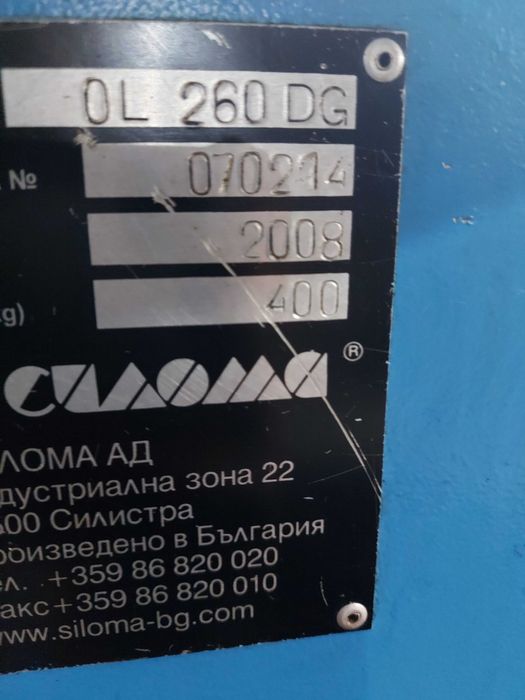 OL 260 DG
№ 070214
2008
g) 400
СИЛОМА ®
ЛОМА АД
дустриална зона 22
00 Силистра
роизведено в България
ел. +359 86 820 020
акс +359 86 820 010
www.siloma-bg.com